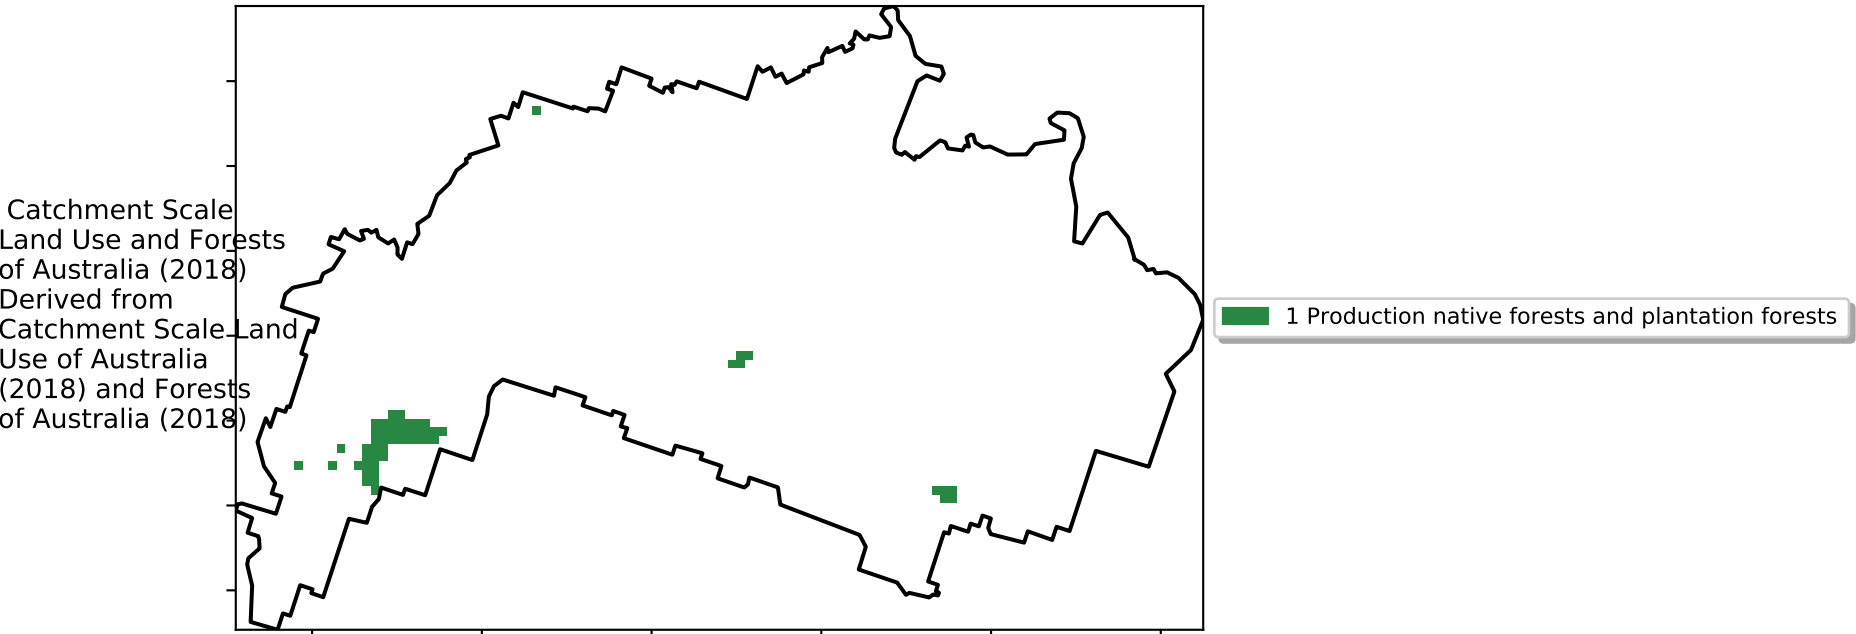 Catchment Scale
Land Use and Forests
of Australia (2018)
Derived from
Catchment Scale Land
Use of Australia
(2018) and Forests
of Australia (2018)
1 Production native forests and plantation forests